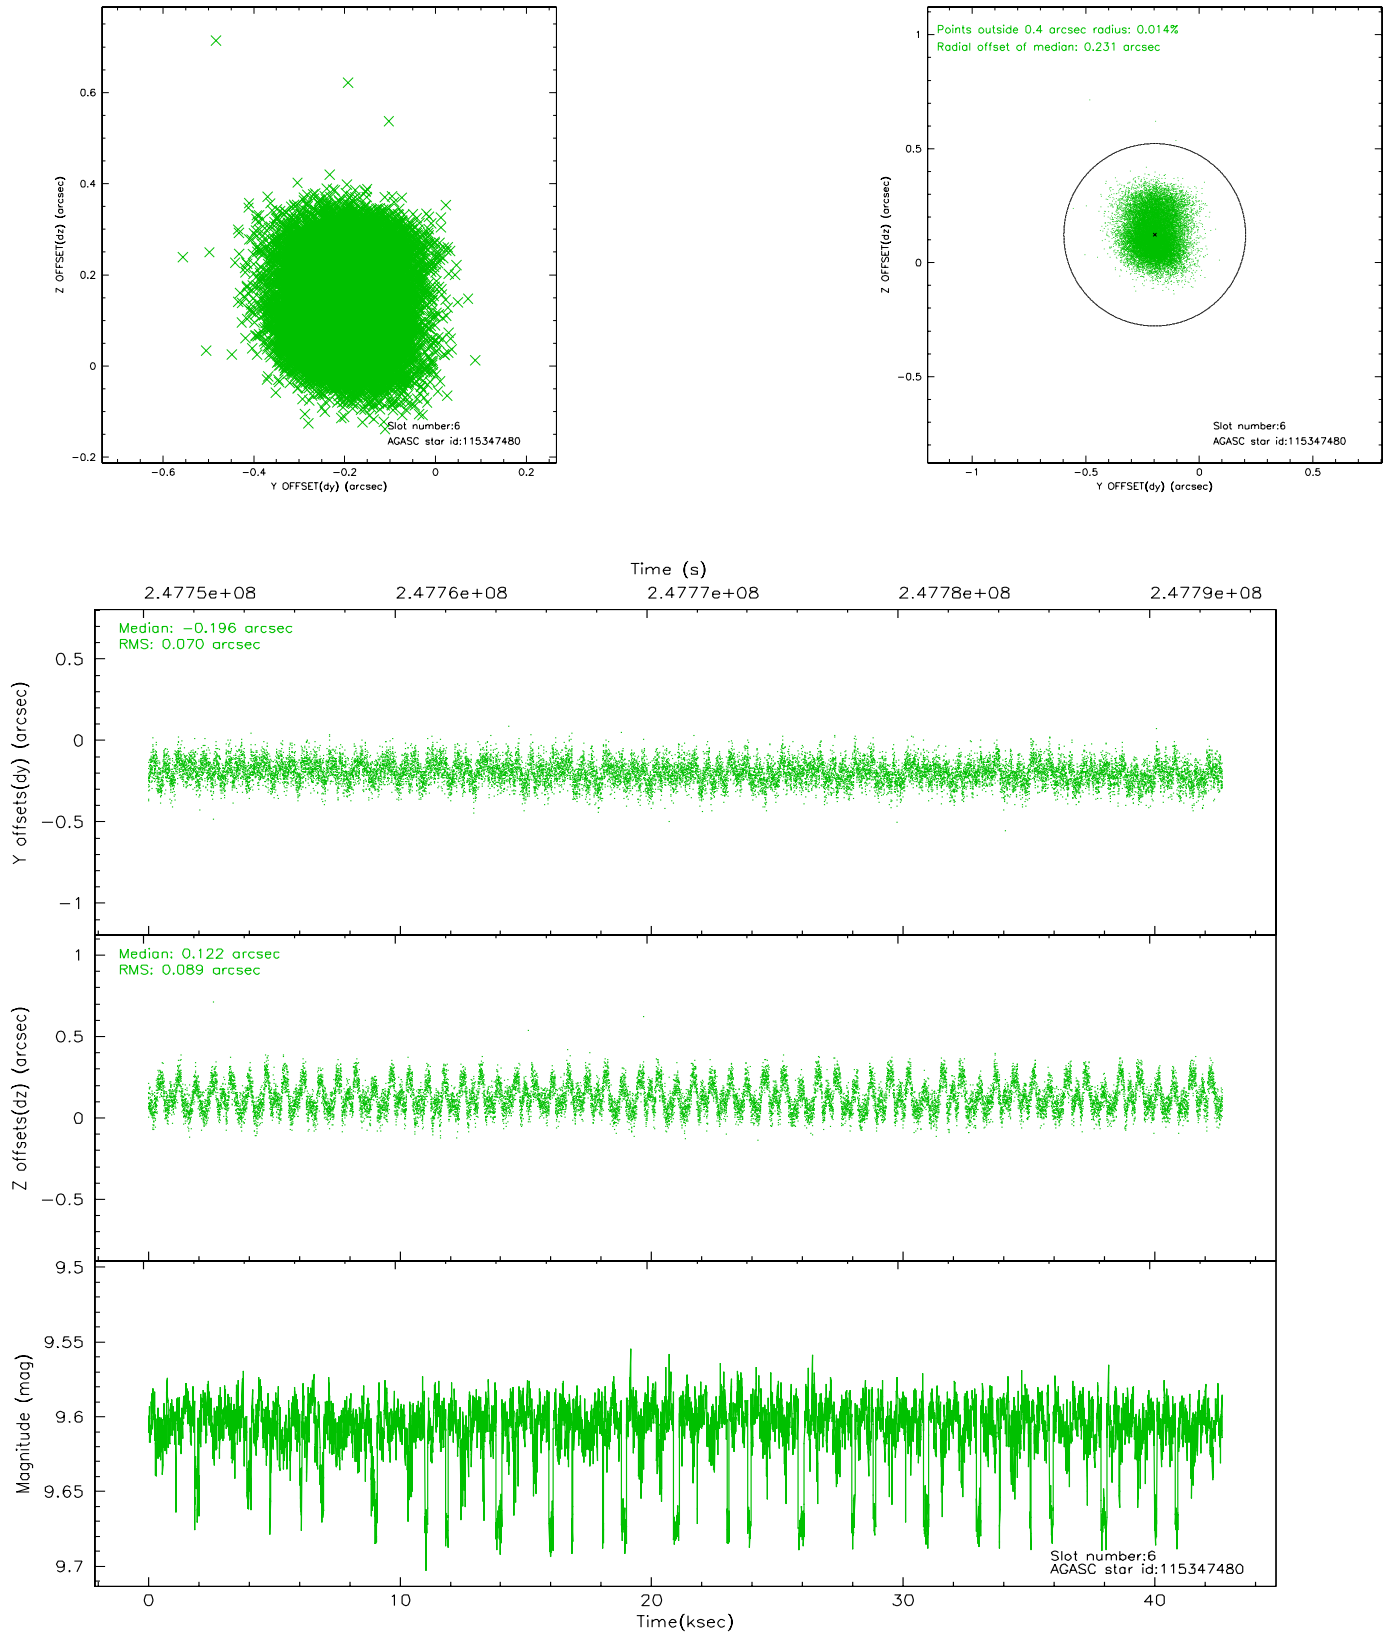 0.6
0.4
0.2
0
-0.2
Z OFFSET(dz) (arcsec)
Slot number:6
AGASC star id:115347480
-0.6 -0.4 -0.2 0 0.2
Y OFFSET(dy) (arcsec)
Points outside 0.4 arcsec radius: 0.014%
Radial offset of median: 0.231 arcsec
1
0.5
0
-0.5
Z OFFSET(dz) (arcsec)
Slot number:6
AGASC star id:115347480
-1 -0.5 0 0.5
Y OFFSET(dy) (arcsec)
Time (s)
2.4775e+08 2.4776e+08 2.4777e+08 2.4778e+08 2.4779e+08
Median: -0.196 arcsec
RMS: 0.070 arcsec
0.5
0
-0.5
-1
Y offsets(dy) (arcsec)
Median: 0.122 arcsec
RMS: 0.089 arcsec
1
0.5
0
-0.5
Z offsets(dz) (arcsec)
9.5
9.55
9.6
9.65
9.7
Magnitude (mag)
Slot number:6
AGASC star id:115347480
0 10 20 30 40
Time(ksec)